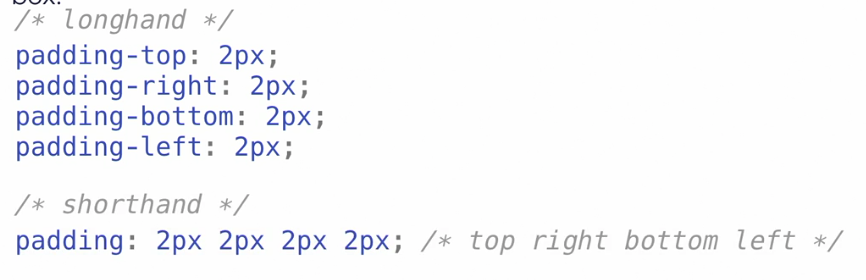 box.
/* longhand */
padding-top: 2px;
padding-right: 2px;
padding-bottom: 2px;
padding-left: 2px;
/* shorthand */
padding: 2px 2px 2px 2px; /* top right bottom left */